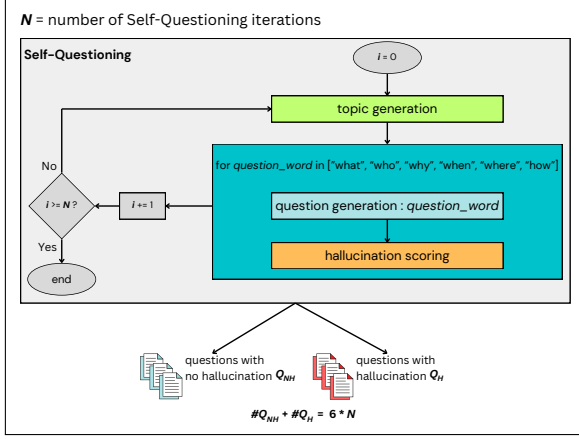 N = number of Self-Questioning iterations
Self-Questioning
i = 0
topic generation
No
for question_word in ["what", "who", "why", "when", "where", "how"]
question generation : question_word
i >= N ?
i += 1
hallucination scoring
Yes
end
questions with
no hallucination Q_NH
questions with
hallucination Q_H
#Q_NH + #Q_H = 6 * N